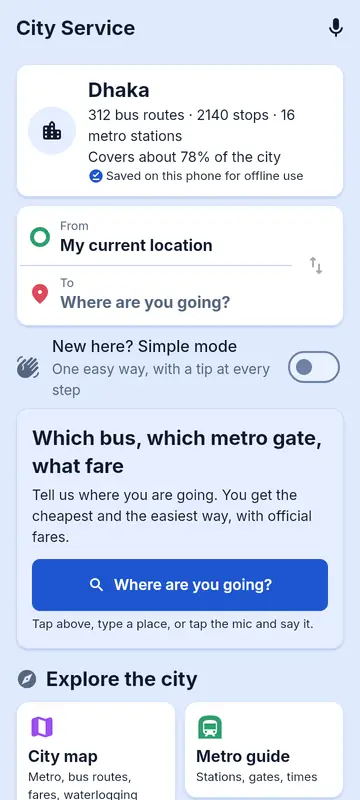 City Service
Dhaka
312 bus routes · 2140 stops · 16
metro stations
Covers about 78% of the city
Saved on this phone for offline use
From
My current location
To
Where are you going?
New here? Simple mode
One easy way, with a tip at every
step
Which bus, which metro gate,
what fare
Tell us where you are going. You get the
cheapest and the easiest way, with official
fares.
Where are you going?
Tap above, type a place, or tap the mic and say it.
Explore the city
City map
Metro, bus routes,
fares, waterlogging
Metro guide
Stations, gates, times